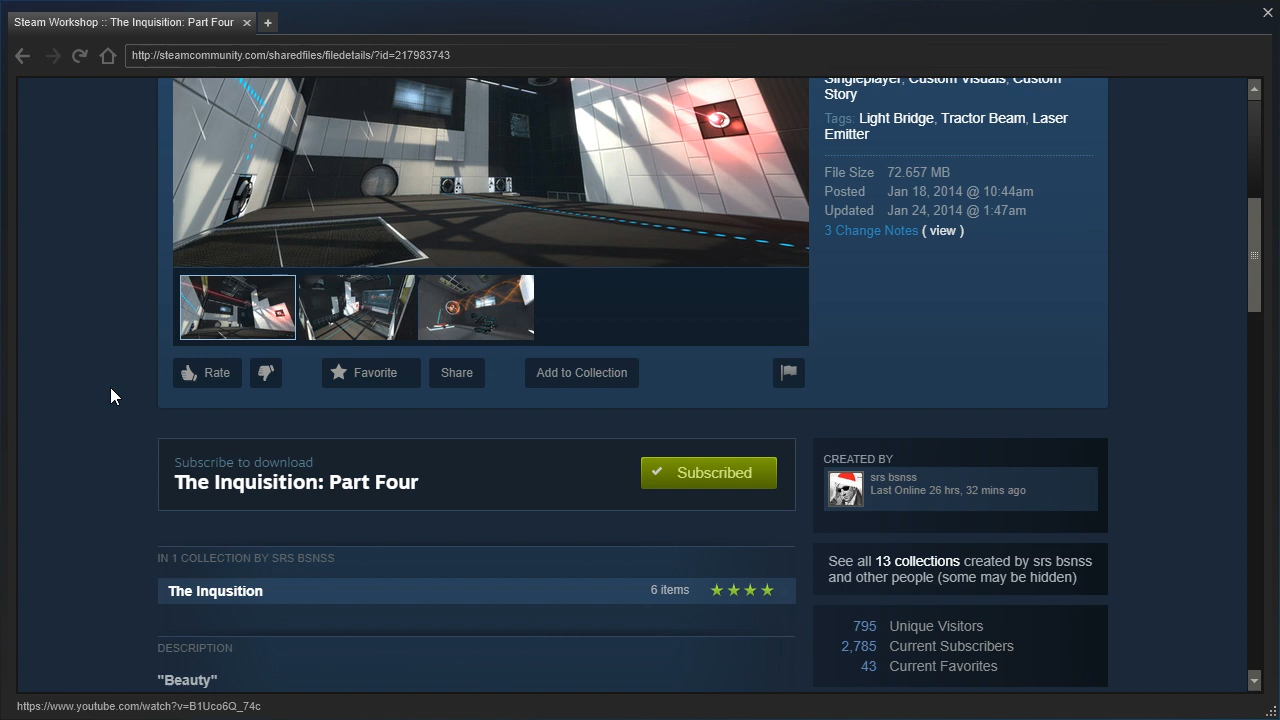 Steam Workshop :: The Inquisition: Part Four
http://steamcommunity.com/sharedfiles/filedetails/?id=217983743
Singleplayer, Custom Visuals, Custom
Story
Tags: Light Bridge, Tractor Beam, Laser
Emitter
File Size 72.657 MB
Posted Jan 18, 2014 @ 10:44am
Updated Jan 24, 2014 @ 1:47am
3 Change Notes ( view )
Rate
Favorite
Share
Add to Collection
Subscribe to download
The Inquisition: Part Four
Subscribed
CREATED BY
srs bsnss
Last Online 26 hrs, 32 mins ago
IN 1 COLLECTION BY SRS BSNSS
The Inqusition
6 items
See all 13 collections created by srs bsnss
and other people (some may be hidden)
795 Unique Visitors
2,785 Current Subscribers
43 Current Favorites
DESCRIPTION
"Beauty"
https://www.youtube.com/watch?v=B1Uco6Q_74c